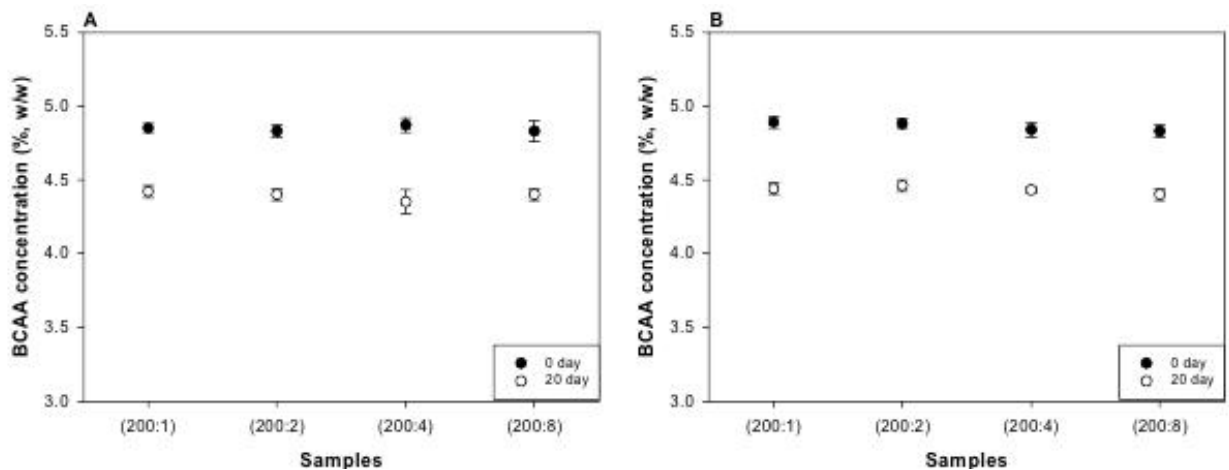 A
BCAA concentration (%, w/w)
5.5
5.0
4.5
4.0
3.5
3.0
0 day
20 day
(200:1) (200:2) (200:4) (200:8)
Samples
B
BCAA concentration (%, w/w)
5.5
5.0
4.5
4.0
3.5
3.0
0 day
20 day
(200:1) (200:2) (200:4) (200:8)
Samples